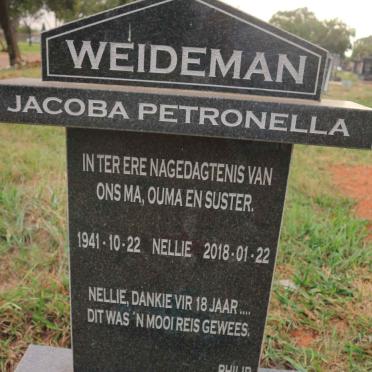 WEIDEMAN
JACOBA PETRONELLA
IN TER ERE NAGEDAGTENIS VAN
ONS MA, OUMA EN SUSTER.
1941-10-22 NELLIE 2018-01-22
NELLIE, DANKIE VIR 18 JAAR ....
DIT WAS 'N MOOI REIS GEWEES.
PHILIP